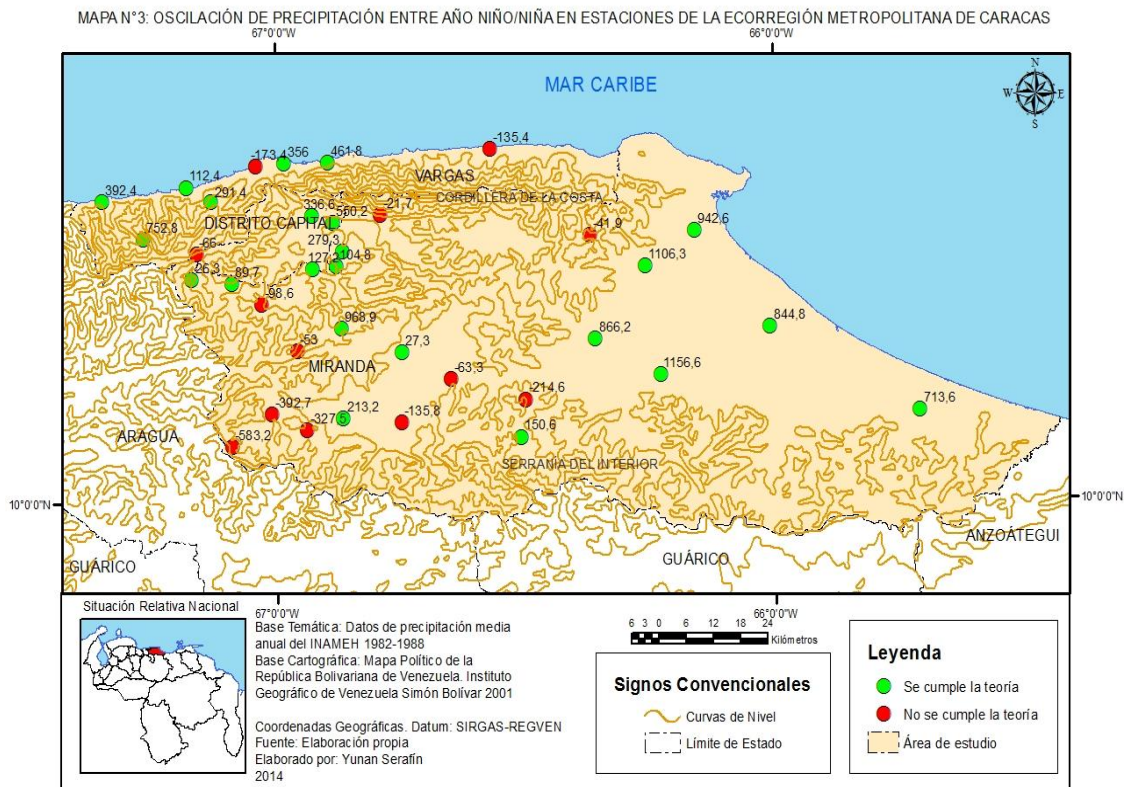 MAPA N°3: OSCILACIÓN DE PRECIPITACIÓN ENTRE AÑO NIÑO/NIÑA EN ESTACIONES DE LA ECORREGIÓN METROPOLITANA DE CARACAS
67°0'0"W
66°0'0"W
MAR CARIBE
N
W
E
S
-135,4
-173,4
356
461,8
VARGAS
112,4
392,4
291,4
CORDILLERA DE LA COSTA
336,6
-21,7
560,2
DISTRITO CAPITAL
-41,9
942,6
752,8
279,3
-66
104,8
127,2
1106,3
26,3
89,7
-98,6
968,9
844,8
866,2
-53
27,3
MIRANDA
-63,3
1156,6
-214,6
713,6
-392,7
213,2
-135,8
-327,5
150,6
ARAGUA
-583,2
SERRANÍA DEL INTERIOR
10°0'0"N
10°0'0"N
ANZOÁTEGUI
GUÁRICO
GUÁRICO
67°0'0"W
66°0'0"W
Situación Relativa Nacional
Base Temática: Datos de precipitación media
anual del INAMEH 1982-1988
Base Cartográfica: Mapa Político de la
República Bolivariana de Venezuela. Instituto
Geográfico de Venezuela Simón Bolívar 2001
Coordenadas Geográficas. Datum: SIRGAS-REGVEN
Fuente: Elaboración propia
Elaborado por: Yunan Serafín
2014
6 3 0 6 12 18 24
Kilómetros
Signos Convencionales
Curvas de Nivel
Límite de Estado
Leyenda
Se cumple la teoría
No se cumple la teoría
Área de estudio